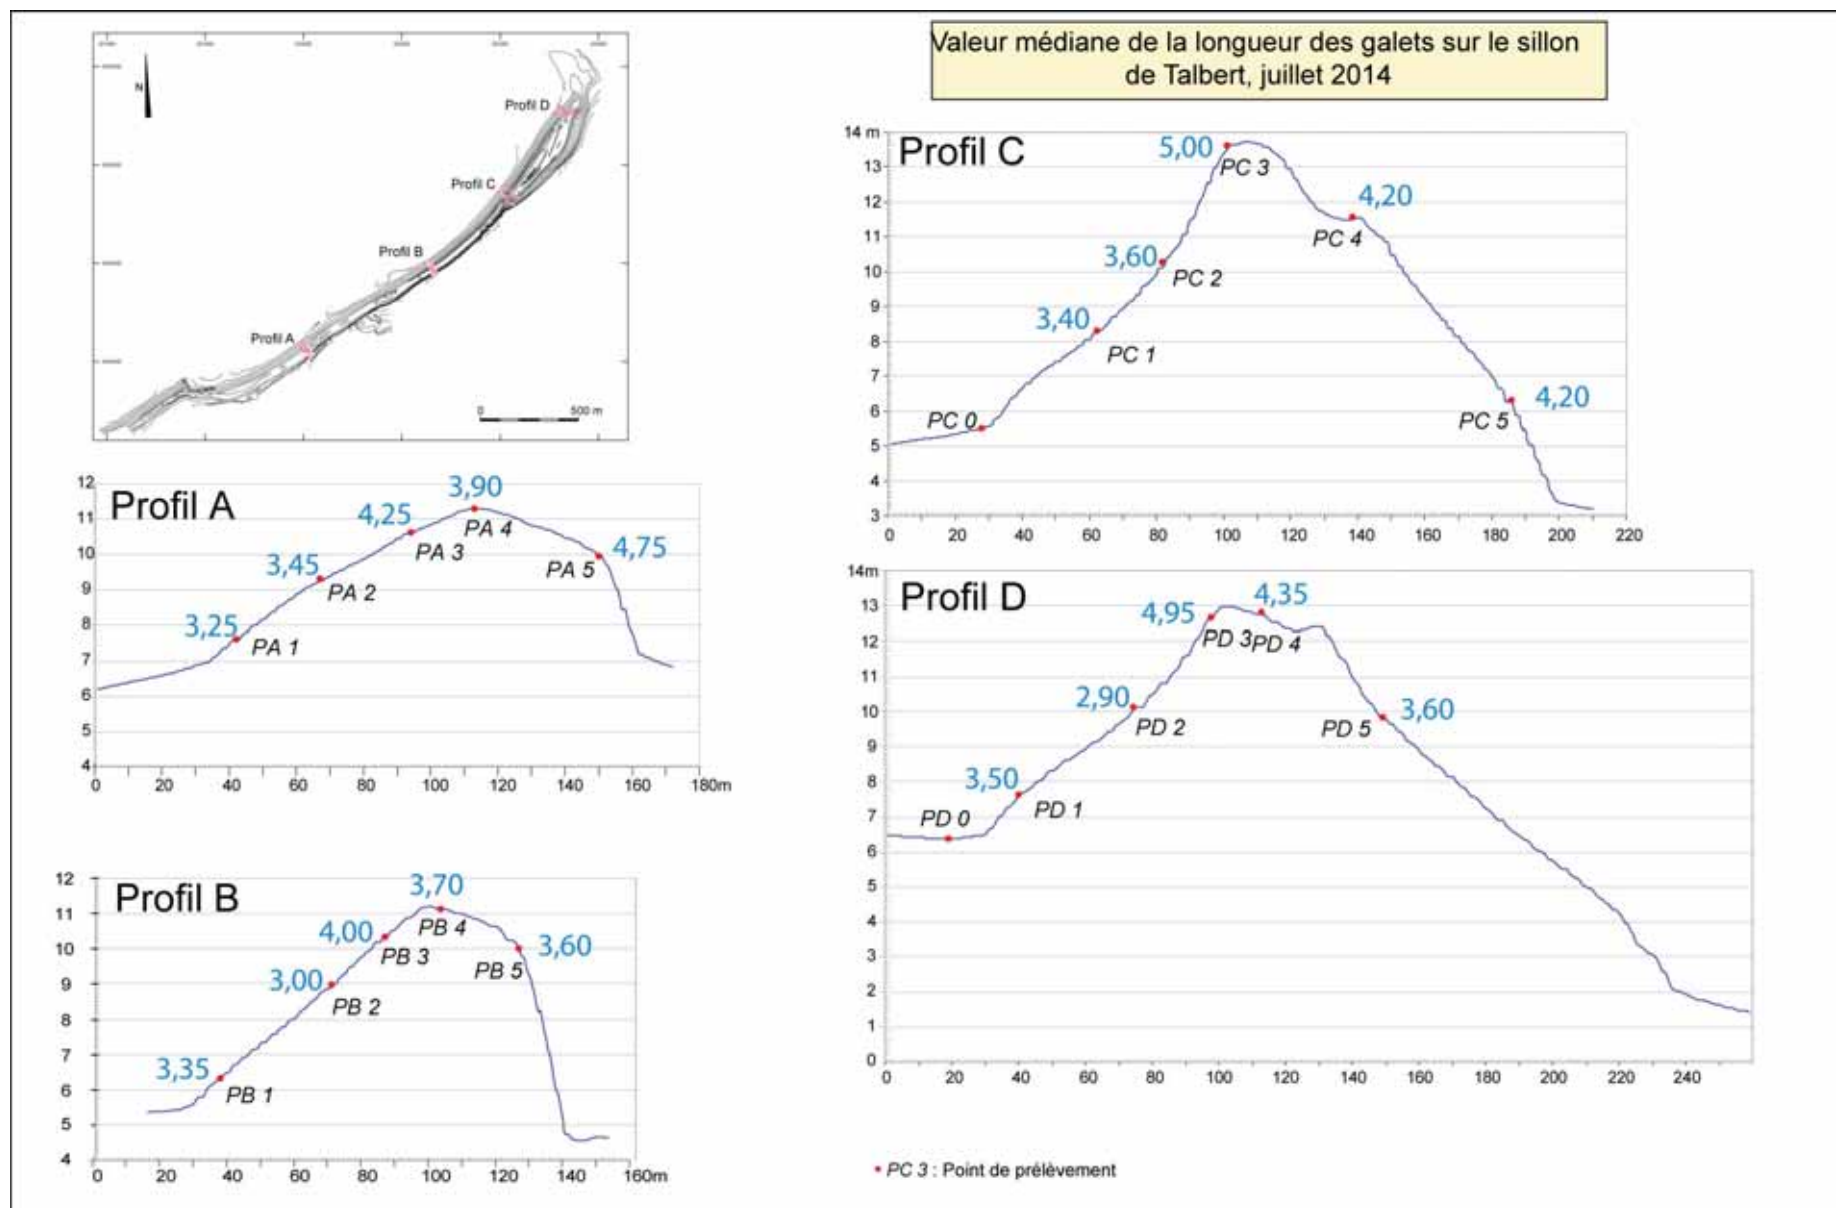 Valeur médiane de la longueur des galets sur le sillon
de Talbert, juillet 2014
N
Profil D
Profil C
Profil B
Profil A
0 500 m
Profil A
12
11
10
9
8
7
6
5
4
0 20 40 60 80 100 120 140 160 180m
3,25
PA 1
3,45
PA 2
4,25
PA 3
3,90
PA 4
4,75
PA 5
Profil B
12
11
10
9
8
7
6
5
4
0 20 40 60 80 100 120 140 160m
3,35
PB 1
3,00
PB 2
4,00
PB 3
3,70
PB 4
3,60
PB 5
Profil C
14 m
13
12
11
10
9
8
7
6
5
4
3
0 20 40 60 80 100 120 140 160 180 200 220
PC 0
3,40
PC 1
3,60
PC 2
5,00
PC 3
4,20
PC 4
4,20
PC 5
Profil D
14m
13
12
11
10
9
8
7
6
5
4
3
2
1
0
0 20 40 60 80 100 120 140 160 180 200 220 240
PD 0
3,50
PD 1
2,90
PD 2
4,95
PD 3
4,35
PD 4
3,60
PD 5
PC 3 : Point de prélèvement